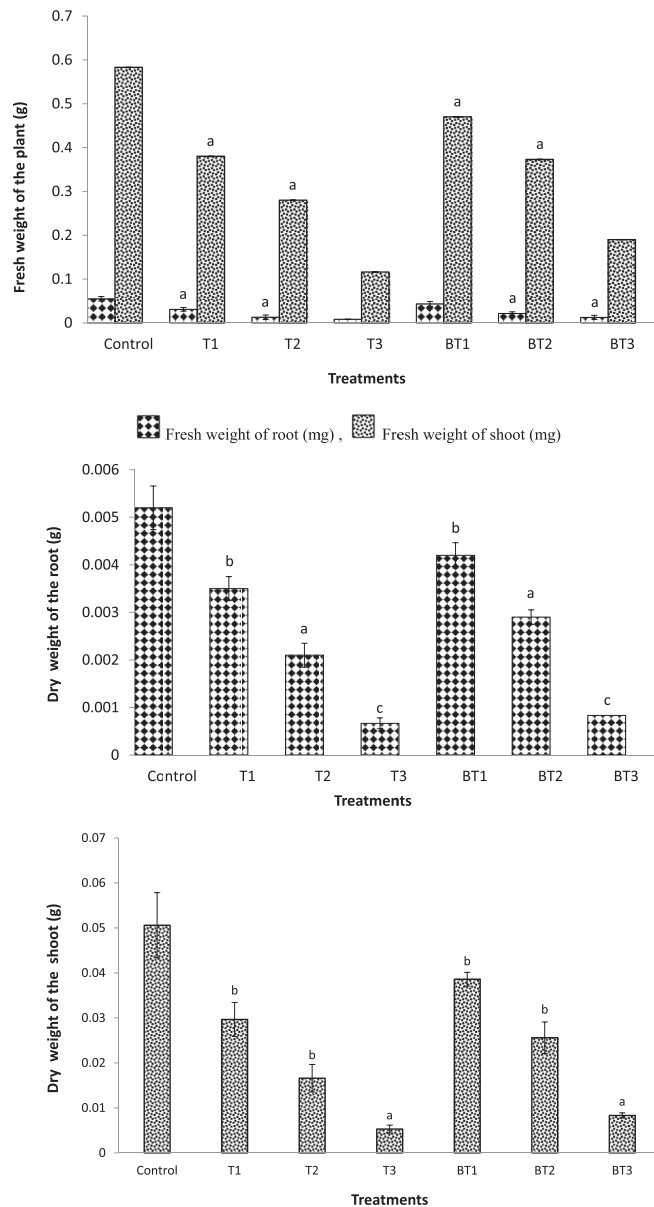 Fresh weight of the plant (g)
0.7
0.6
0.5
0.4
0.3
0.2
0.1
0
a
a
a
a
a
a
a
a
Control T1 T2 T3 BT1 BT2 BT3
Treatments
Fresh weight of root (mg) , Fresh weight of shoot (mg)
Dry weight of the root (g)
0.006
0.005
0.004
0.003
0.002
0.001
0
b
a
c
b
a
c
Control T1 T2 T3 BT1 BT2 BT3
Treatments
Dry weight of the shoot (g)
0.07
0.06
0.05
0.04
0.03
0.02
0.01
0
b
b
a
b
b
a
Control T1 T2 T3 BT1 BT2 BT3
Treatments